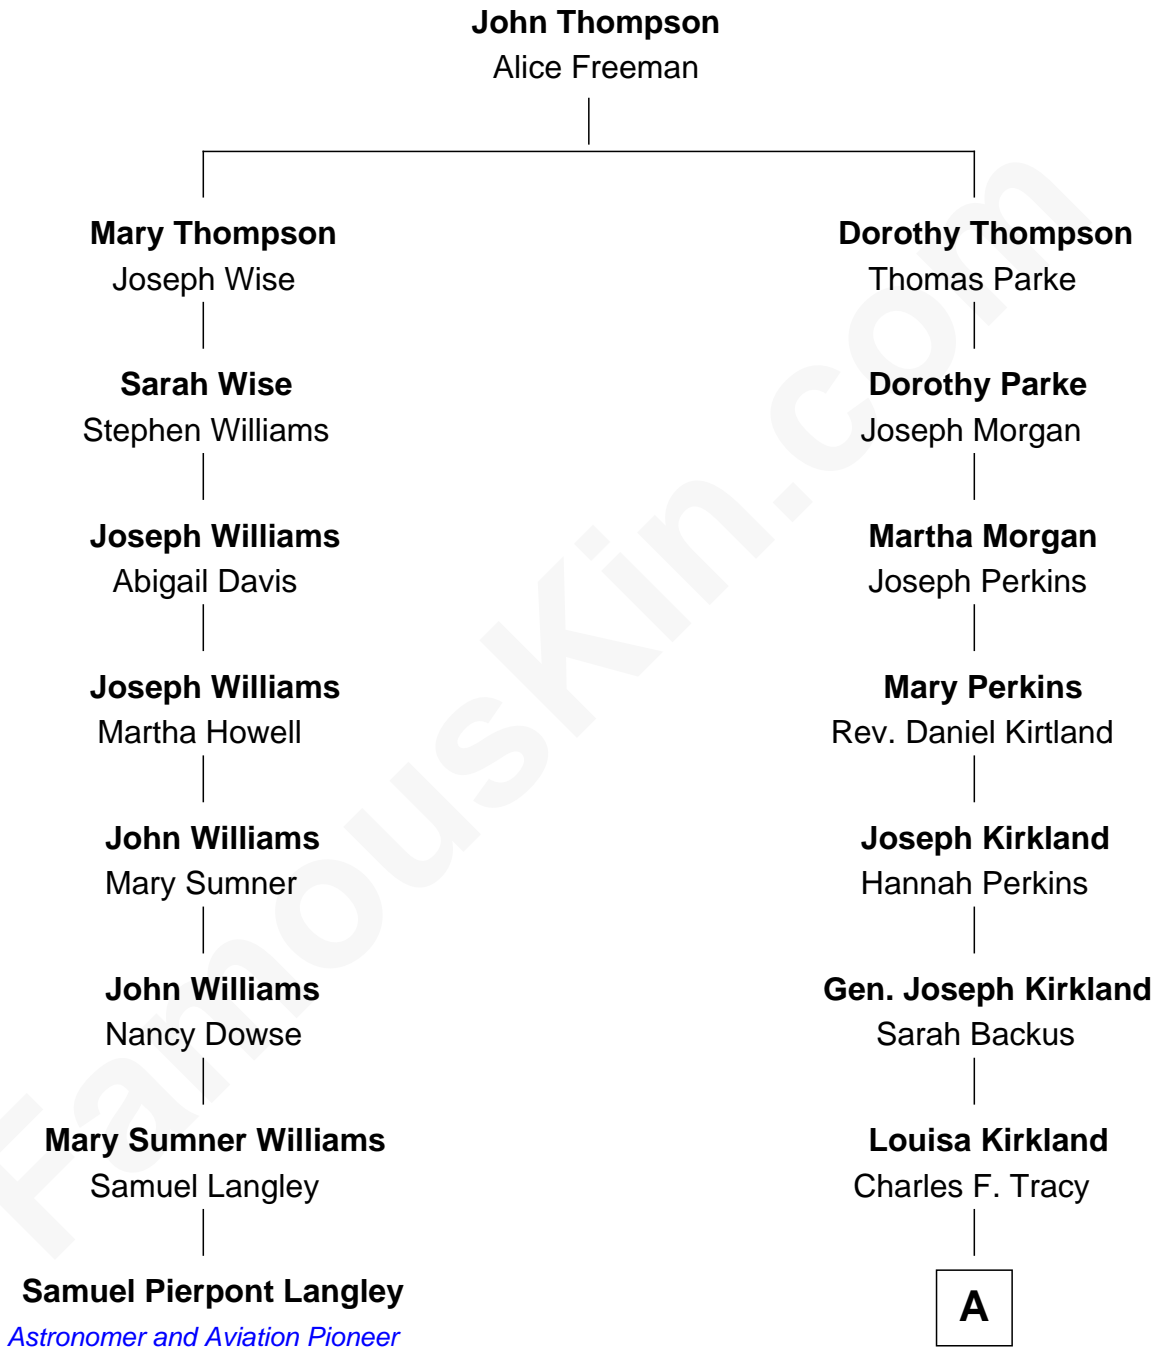 John Thompson
Alice Freeman
Mary Thompson
Joseph Wise
Sarah Wise
Stephen Williams
Joseph Williams
Abigail Davis
Joseph Williams
Martha Howell
John Williams
Mary Sumner
John Williams
Nancy Dowse
Mary Sumner Williams
Samuel Langley
Samuel Pierpont Langley
Astronomer and Aviation Pioneer
Dorothy Thompson
Thomas Parke
Dorothy Parke
Joseph Morgan
Martha Morgan
Joseph Perkins
Mary Perkins
Rev. Daniel Kirtland
Joseph Kirkland
Hannah Perkins
Gen. Joseph Kirkland
Sarah Backus
Louisa Kirkland
Charles F. Tracy
A
FamousKin.com